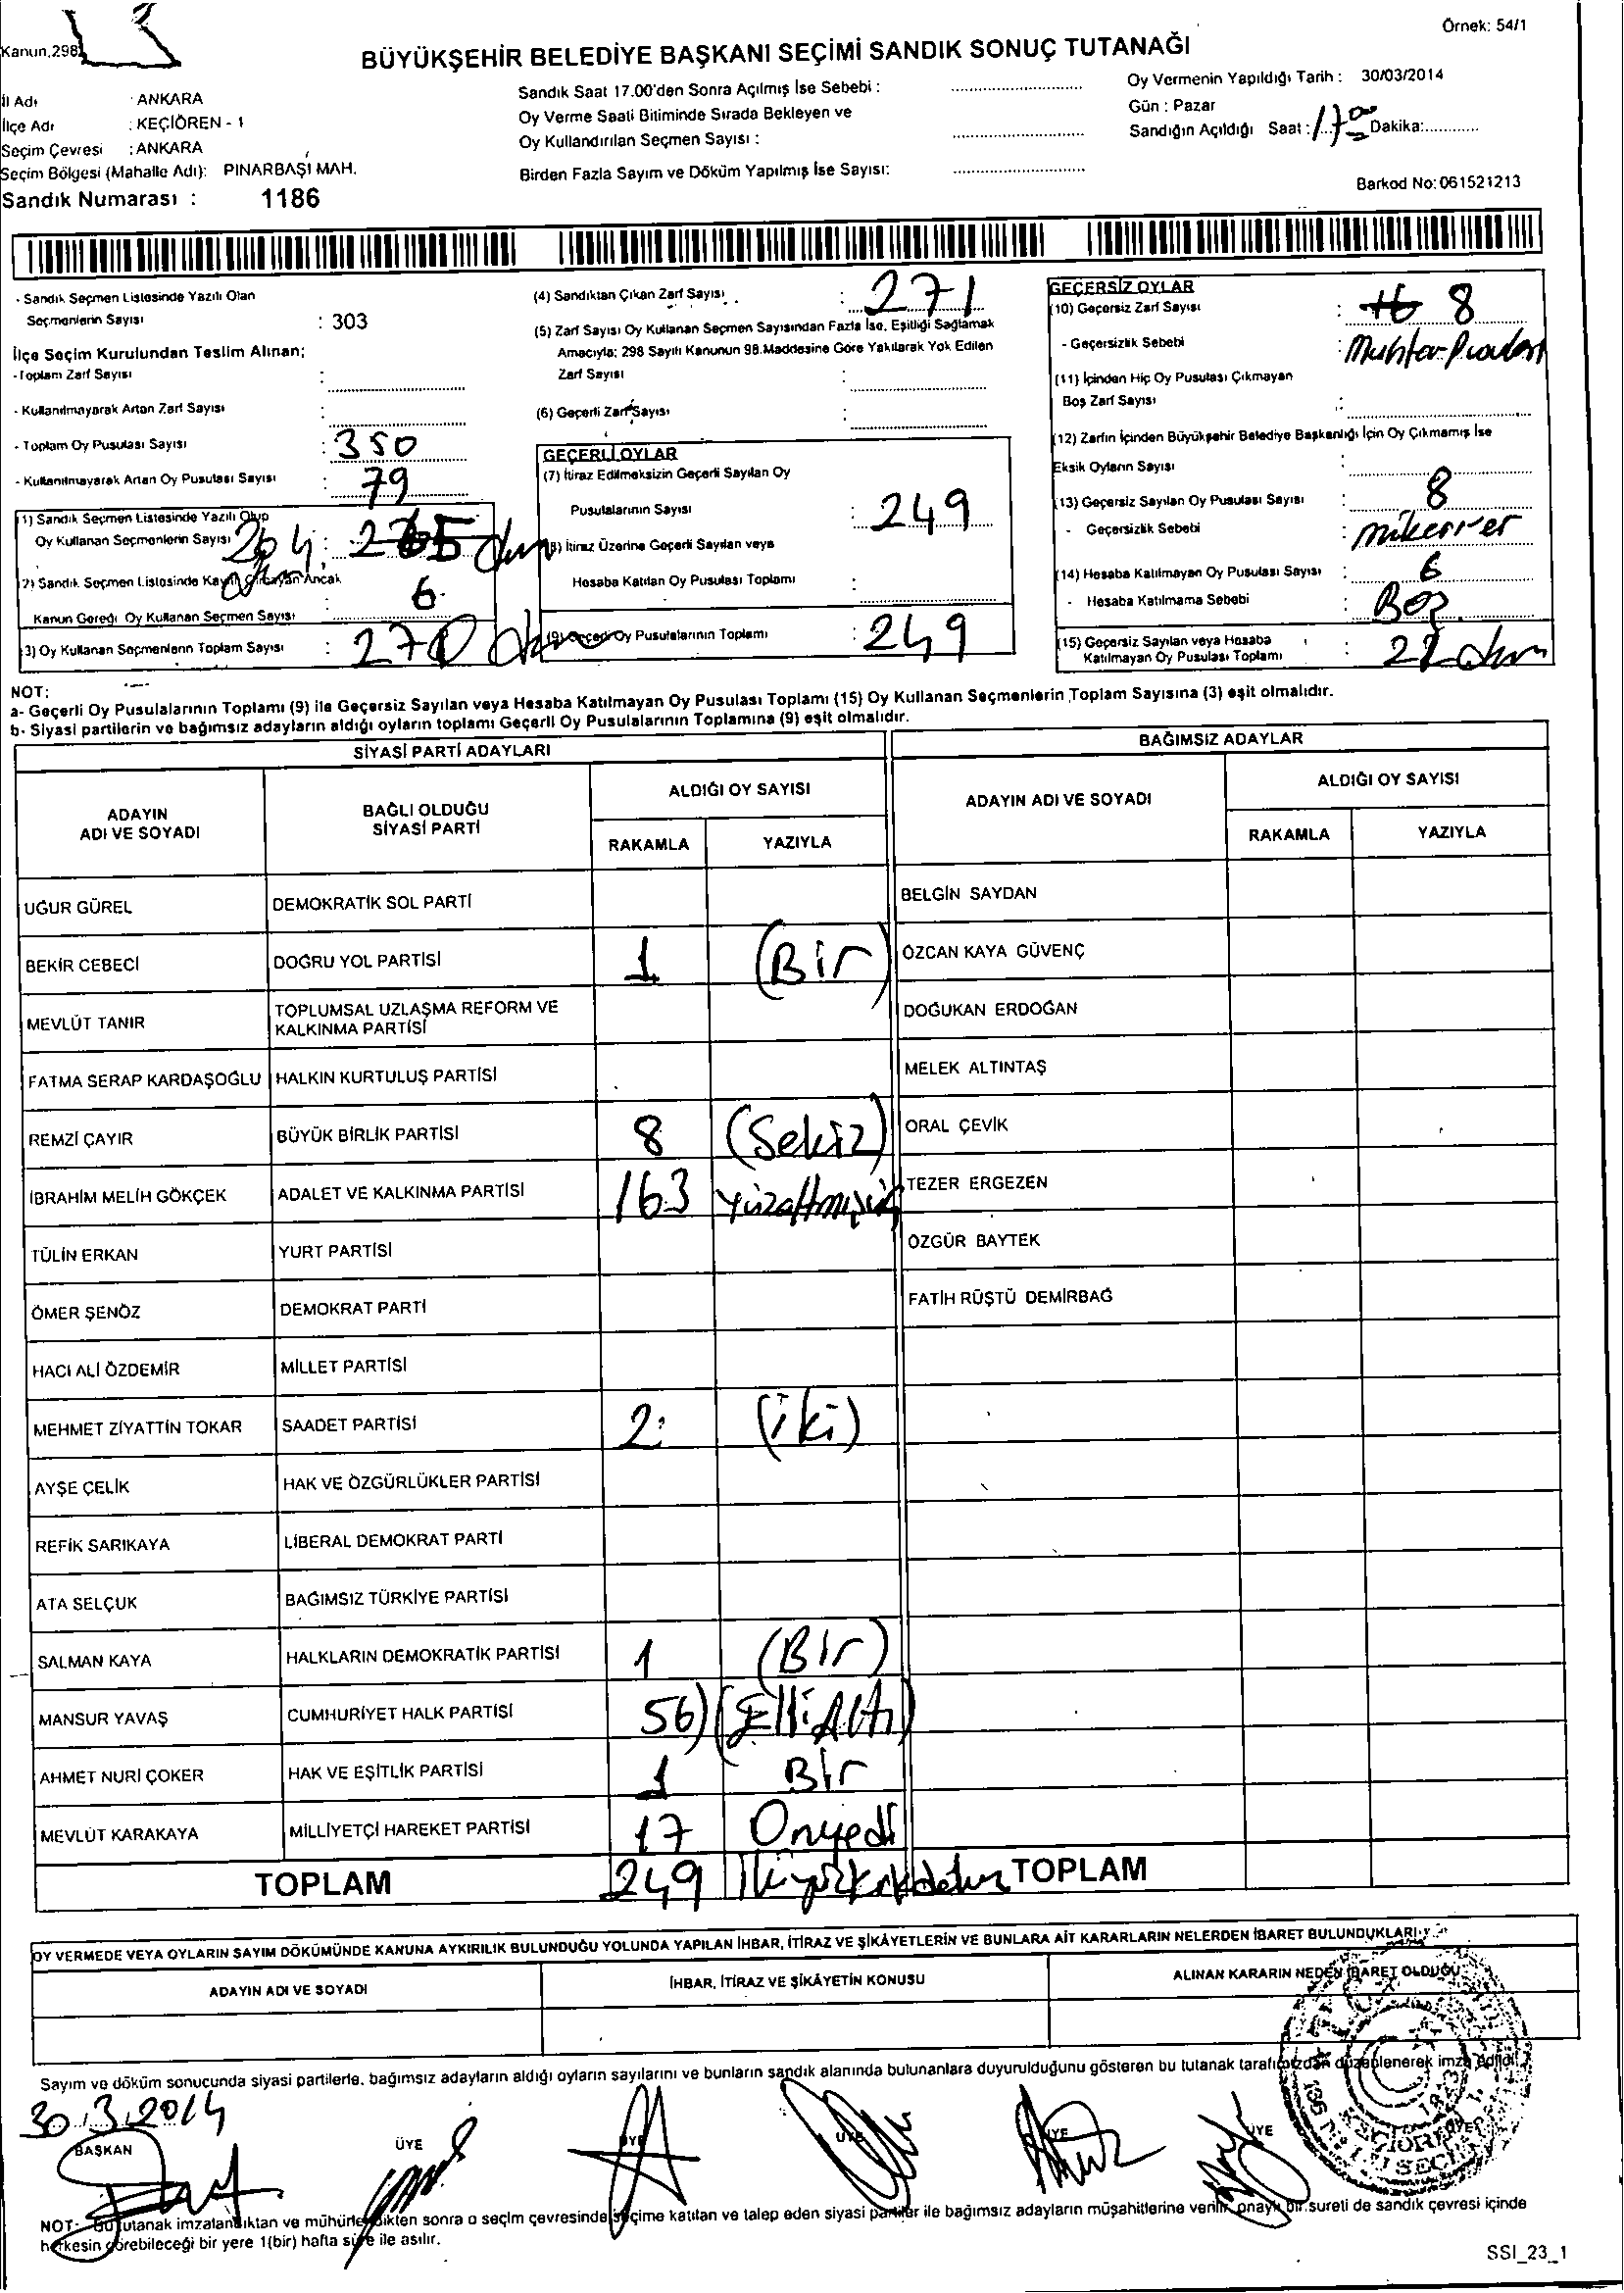 Örnek: 54/1
Kanun.298
BÜYÜKŞEHİR BELEDİYE BAŞKANI SEÇİMİ SANDIK SONUÇ TUTANAĞI
İl Adı : ANKARA
İlçe Adı : KEÇİÖREN - 1
Seçim Çevresi : ANKARA
Seçim Bölgesi (Mahalle Adı): PINARBAŞI MAH.
Sandık Numarası : 1186
Sandık Saat 17.00'den Sonra Açılmış İse Sebebi :
Oy Verme Saati Bitiminde Sırada Bekleyen ve
Oy Kullandırılan Seçmen Sayısı :
Birden Fazla Sayım ve Döküm Yapılmış İse Sayısı:
Oy Vermenin Yapıldığı Tarih : 30/03/2014
Gün : Pazar
Sandığın Açıldığı Saat : 17 00 Dakika:
Barkod No: 061521213
- Sandık Seçmen Listesinde Yazılı Olan
Seçmenlerin Sayısı : 303
İlçe Seçim Kurulundan Teslim Alınan;
- Toplam Zarf Sayısı :
- Kullanılmayarak Artan Zarf Sayısı :
- Toplam Oy Pusulası Sayısı : 350
- Kullanılmayarak Artan Oy Pusulası Sayısı : 79
1) Sandık Seçmen Listesinde Yazılı Olup
Oy Kullanan Seçmenlerin Sayısı 264 : 265
2) Sandık Seçmen Listesinde Kayıtlı Olmayan Ancak
Kanun Gereği Oy Kullanan Seçmen Sayısı : 6
3) Oy Kullanan Seçmenlerin Toplam Sayısı : 270
(4) Sandıktan Çıkan Zarf Sayısı : 271
(5) Zarf Sayısı Oy Kullanan Seçmen Sayısından Fazla İse, Eşitliği Sağlamak
Amacıyla; 298 Sayılı Kanunun 98.Maddesine Göre Yakılarak Yok Edilen
Zarf Sayısı :
(6) Geçerli Zarf Sayısı :
GEÇERLİ OYLAR
(7) İtiraz Edilmeksizin Geçerli Sayılan Oy
Pusulalarının Sayısı : 249
(8) İtiraz Üzerine Geçerli Sayılan veya
Hesaba Katılan Oy Pusulası Toplamı :
(9) Geçerli Oy Pusulalarının Toplamı : 249
GEÇERSİZ OYLAR
(10) Geçersiz Zarf Sayısı : 8
- Geçersizlik Sebebi : Muhtar
(11) İçinden Hiç Oy Pusulası Çıkmayan
Boş Zarf Sayısı :
(12) Zarfın İçinden Büyükşehir Belediye Başkanlığı İçin Oy Çıkmamış İse
Eksik Oyların Sayısı :
(13) Geçersiz Sayılan Oy Pusulası Sayısı : 8
- Geçersizlik Sebebi : mükerrer
(14) Hesaba Katılmayan Oy Pusulası Sayısı : 6
- Hesaba Katılmama Sebebi : Boş
(15) Geçersiz Sayılan veya Hesaba
Katılmayan Oy Pusulası Toplamı :
NOT:
a- Geçerli Oy Pusulalarının Toplamı (9) ile Geçersiz Sayılan veya Hesaba Katılmayan Oy Pusulası Toplamı (15) Oy Kullanan Seçmenlerin Toplam Sayısına (3) eşit olmalıdır.
b- Siyasi partilerin ve bağımsız adayların aldığı oyların toplamı Geçerli Oy Pusulalarının Toplamına (9) eşit olmalıdır.
SİYASİ PARTİ ADAYLARI BAĞIMSIZ ADAYLAR
ADAYIN ADI VE SOYADI BAĞLI OLDUĞU SİYASİ PARTİ ALDIĞI OY SAYISI ADAYIN ADI VE SOYADI ALDIĞI OY SAYISI
RAKAMLA YAZIYLA RAKAMLA YAZIYLA
UĞUR GÜREL DEMOKRATİK SOL PARTİ BELGİN SAYDAN
BEKİR CEBECİ DOĞRU YOL PARTİSİ 1 (Bir) ÖZCAN KAYA GÜVENÇ
MEVLÜT TANIR TOPLUMSAL UZLAŞMA REFORM VE KALKINMA PARTİSİ DOĞUKAN ERDOĞAN
FATMA SERAP KARDAŞOĞLU HALKIN KURTULUŞ PARTİSİ MELEK ALTINTAŞ
REMZİ ÇAYIR BÜYÜK BİRLİK PARTİSİ 8 (Sekiz) ORAL ÇEVİK
İBRAHİM MELİH GÖKÇEK ADALET VE KALKINMA PARTİSİ 163 yüzaltmışüç TEZER ERGEZEN
TÜLİN ERKAN YURT PARTİSİ ÖZGÜR BAYTEK
ÖMER ŞENÖZ DEMOKRAT PARTİ FATİH RÜŞTÜ DEMİRBAĞ
HACI ALİ ÖZDEMİR MİLLET PARTİSİ
MEHMET ZİYATTİN TOKAR SAADET PARTİSİ 2 (iki)
AYŞE ÇELİK HAK VE ÖZGÜRLÜKLER PARTİSİ
REFİK SARIKAYA LİBERAL DEMOKRAT PARTİ
ATA SELÇUK BAĞIMSIZ TÜRKİYE PARTİSİ
SALMAN KAYA HALKLARIN DEMOKRATİK PARTİSİ 1 (Bir)
MANSUR YAVAŞ CUMHURİYET HALK PARTİSİ 56) (Elli Altı)
AHMET NURİ ÇOKER HAK VE EŞİTLİK PARTİSİ 1 Bir
MEVLÜT KARAKAYA MİLLİYETÇİ HAREKET PARTİSİ 17 Onyedi
TOPLAM 249 İkiyüzkırkdokuz TOPLAM
OY VERMEDE VEYA OYLARIN SAYIM DÖKÜMÜNDE KANUNA AYKIRILIK BULUNDUĞU YOLUNDA YAPILAN İHBAR, İTİRAZ VE ŞİKÂYETLERİN VE BUNLARA AİT KARARLARIN NELERDEN İBARET BULUNDUKLARI
ADAYIN ADI VE SOYADI İHBAR, İTİRAZ VE ŞİKÂYETİN KONUSU ALINAN KARARIN NEDEN İBARET OLDUĞU
Sayım ve döküm sonucunda siyasi partilerle, bağımsız adayların aldığı oyların sayılarını ve bunların sandık alanında bulunanlara duyurulduğunu gösteren bu tutanak tarafımızdan düzenlenerek imza edildi.
30.3.2014
BAŞKAN ÜYE ÜYE ÜYE ÜYE ÜYE ÜYE
NOT: Bu tutanak imzalandıktan ve mühürlendikten sonra o seçim çevresinde seçime katılan ve talep eden siyasi partiler ile bağımsız adayların müşahitlerine verilir, onaylı bir sureti de sandık çevresi içinde
herkesin görebileceği bir yere 1(bir) hafta süre ile asılır.
SSI_23_1